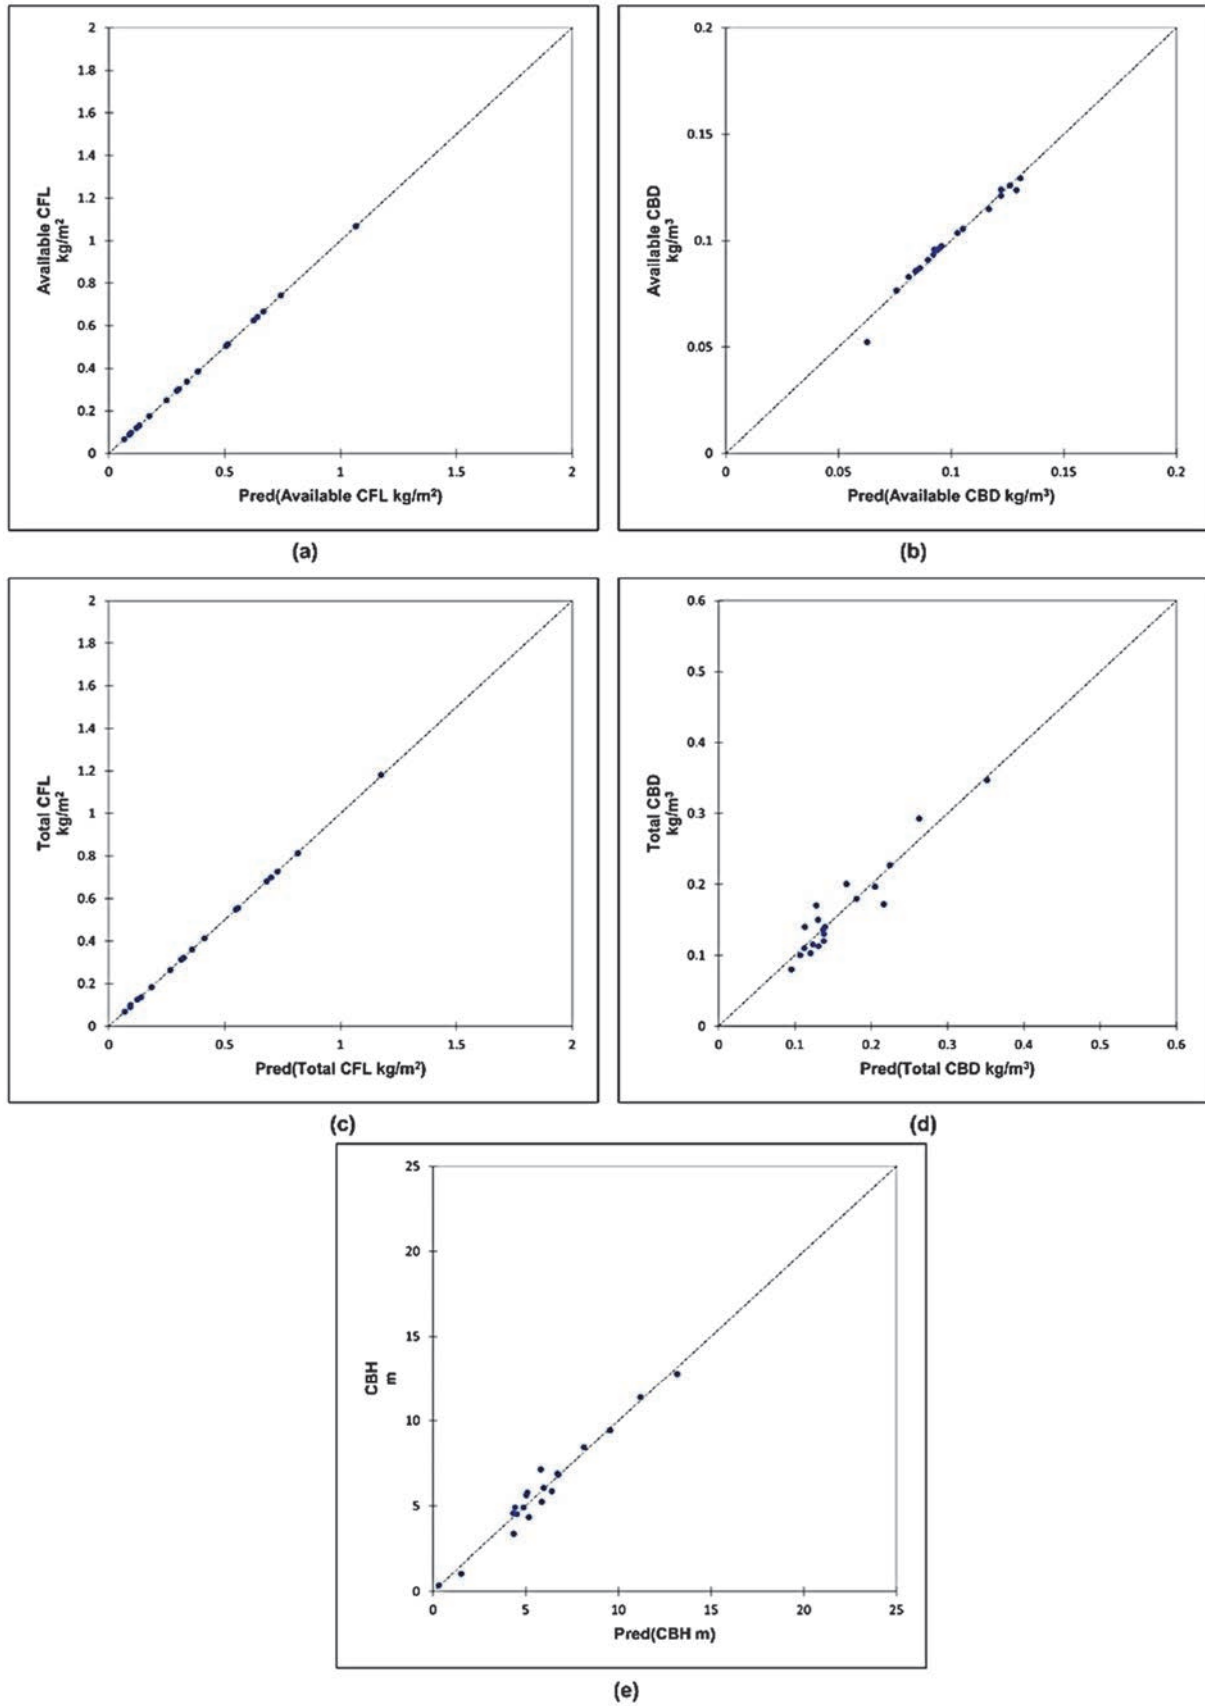 2
1.8
1.6
1.4
1.2
1
0.8
0.6
0.4
0.2
0
Available CFL
kg/m²
0 0.5 1 1.5 2
Pred(Available CFL kg/m²)
(a)
0.2
0.15
0.1
0.05
0
Available CBD
kg/m³
0 0.05 0.1 0.15 0.2
Pred(Available CBD kg/m³)
(b)
2
1.8
1.6
1.4
1.2
1
0.8
0.6
0.4
0.2
0
Total CFL
kg/m²
0 0.5 1 1.5 2
Pred(Total CFL kg/m²)
(c)
0.6
0.5
0.4
0.3
0.2
0.1
0
Total CBD
kg/m³
0 0.1 0.2 0.3 0.4 0.5 0.6
Pred(Total CBD kg/m³)
(d)
25
20
15
10
5
0
CBH
m
0 5 10 15 20 25
Pred(CBH m)
(e)